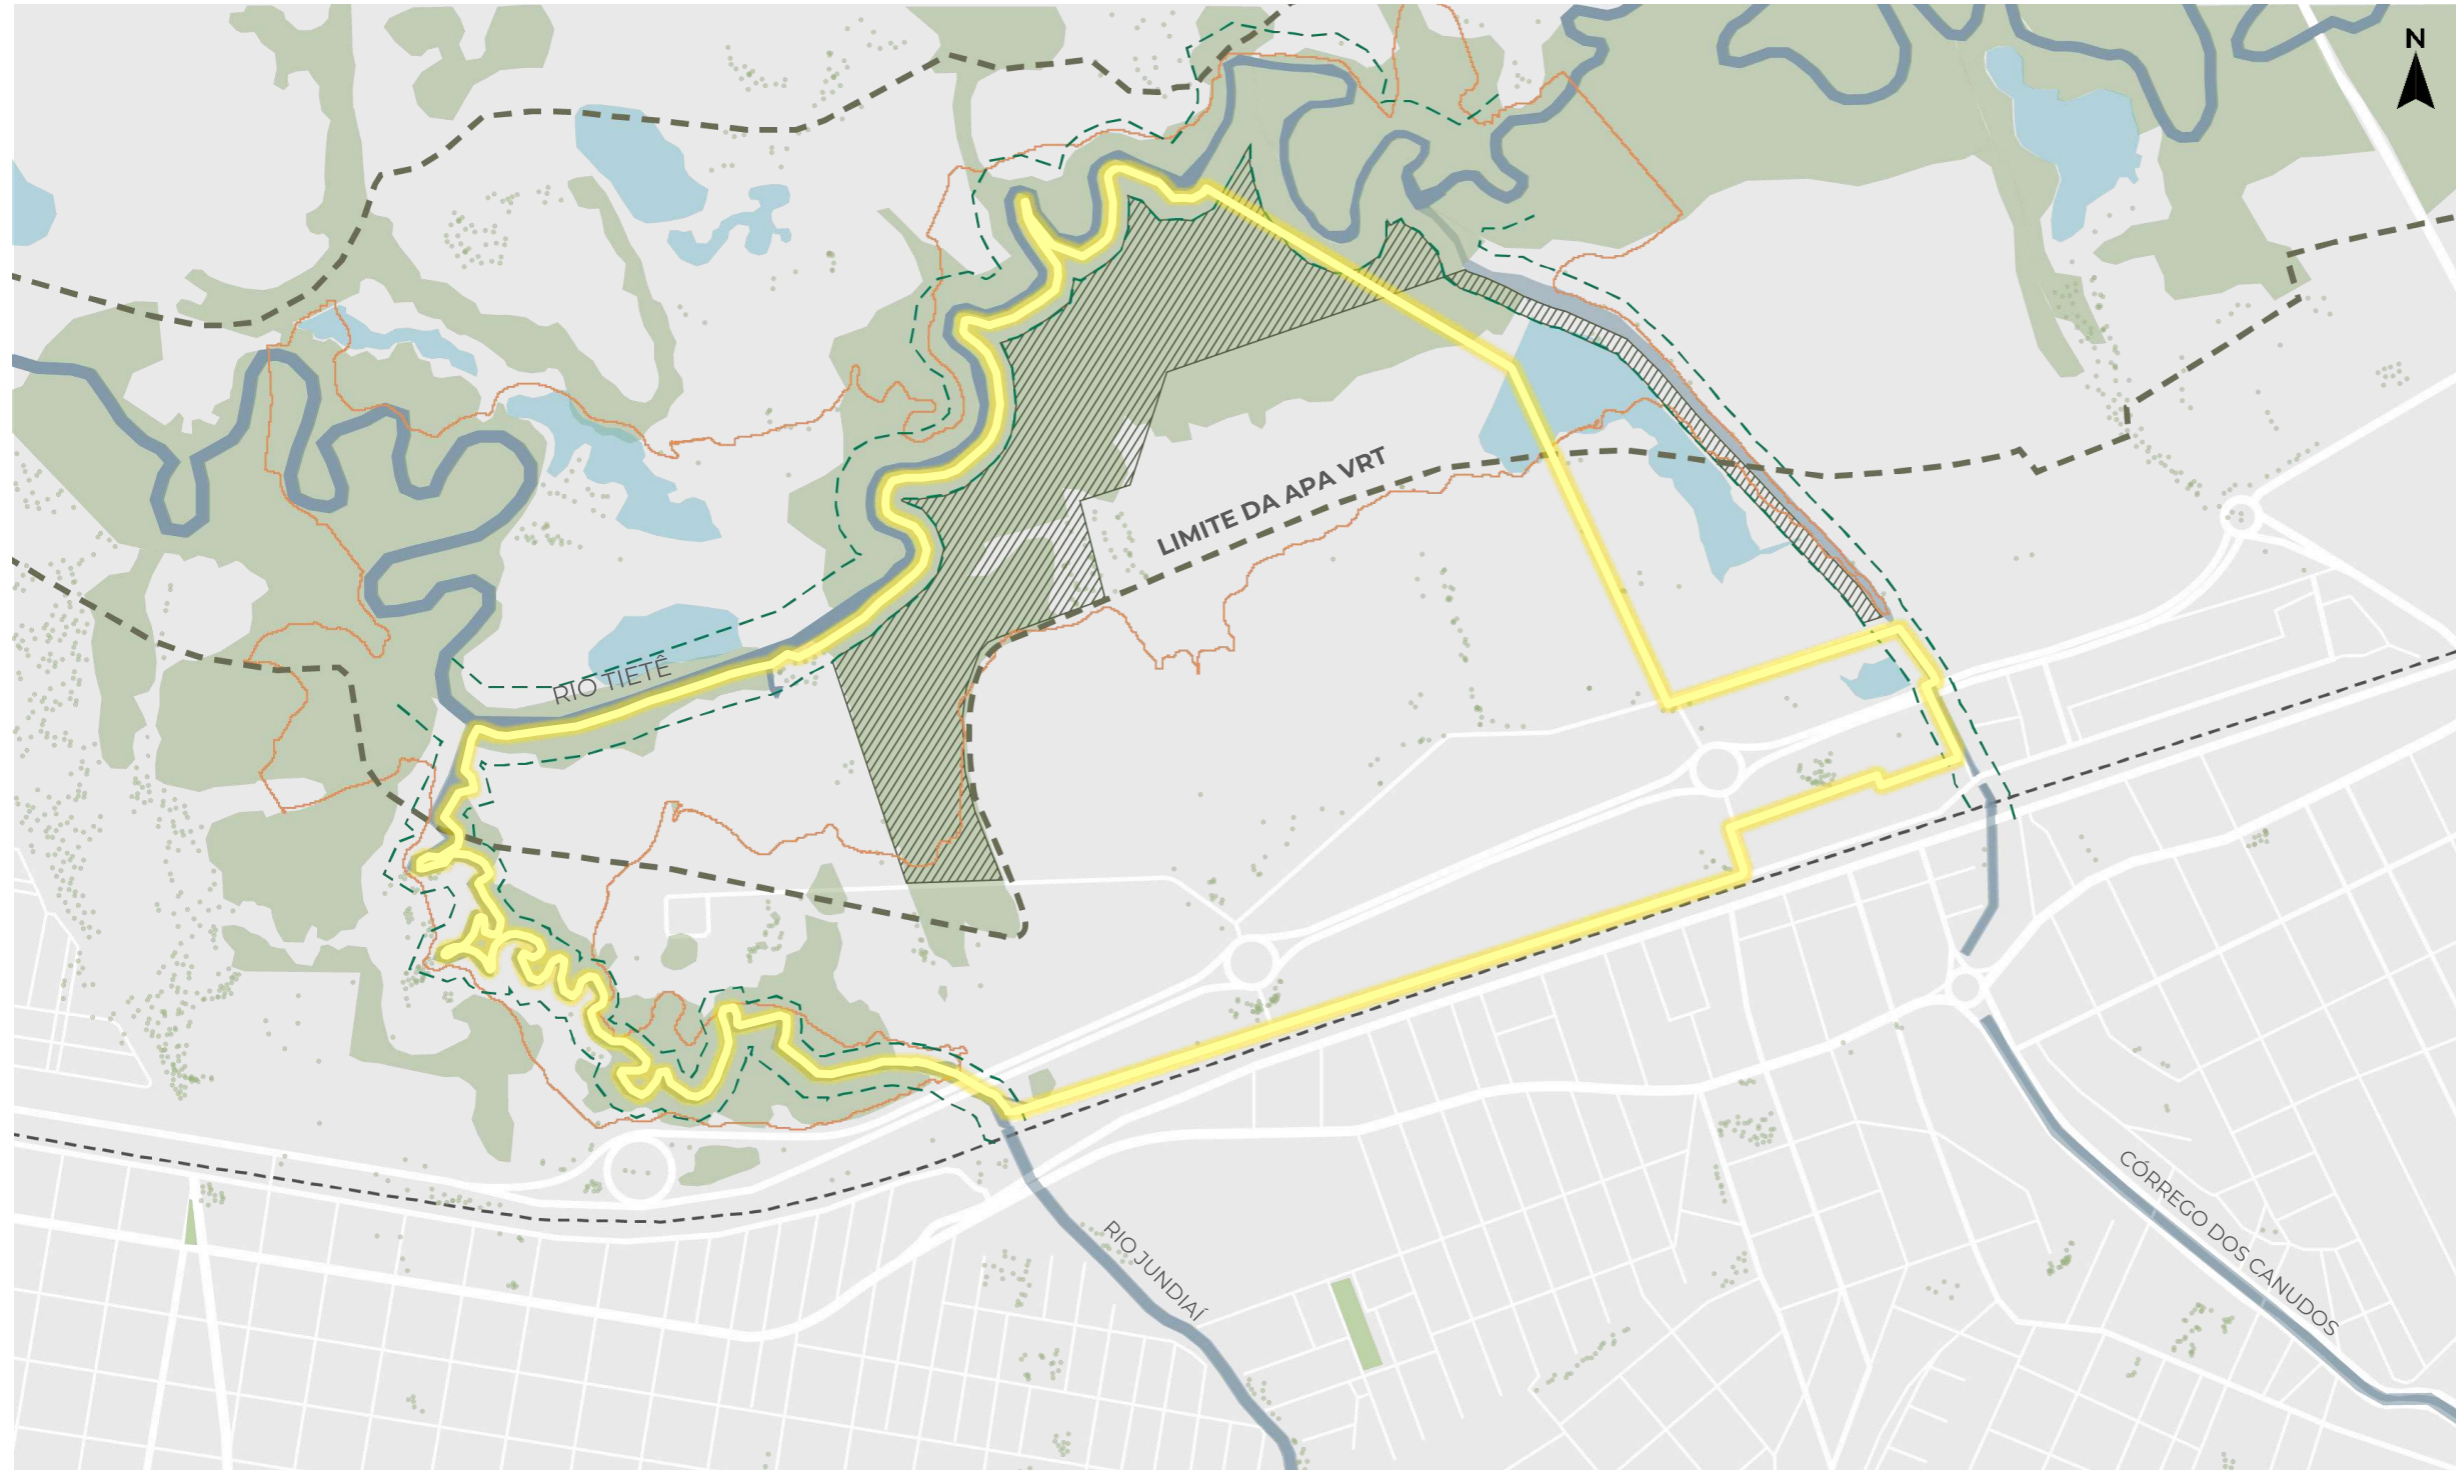 N
LIMITE DA APA VRT
RIO TIETÊ
RIO JUNDIAÍ
CÓRREGO DOS CANUDOS